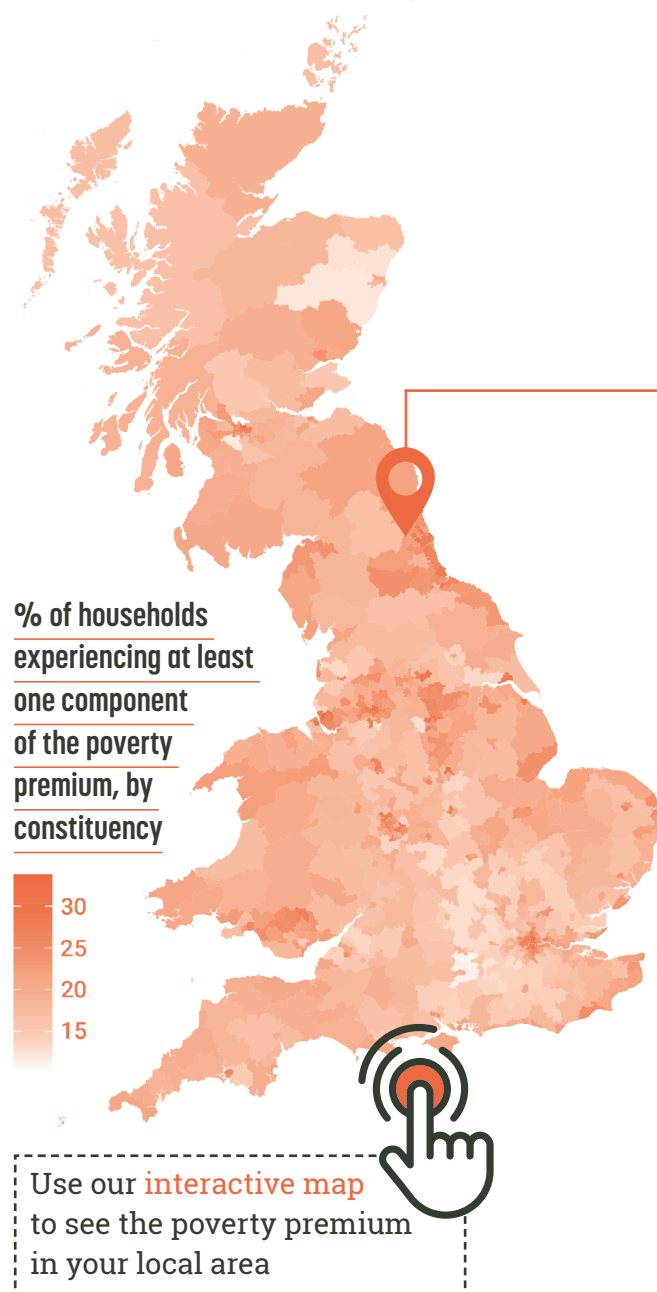 % of households
experiencing at least
one component
of the poverty
premium, by
constituency
30
25
20
15
Use our interactive map
to see the poverty premium
in your local area